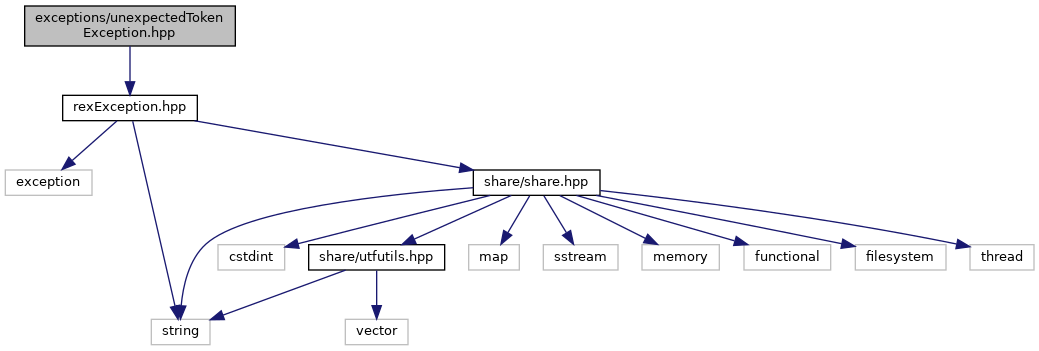 exceptions/unexpectedToken
Exception.hpp
rexException.hpp
exception
share/share.hpp
cstdint
share/utfutils.hpp
map
sstream
memory
functional
filesystem
thread
string
vector